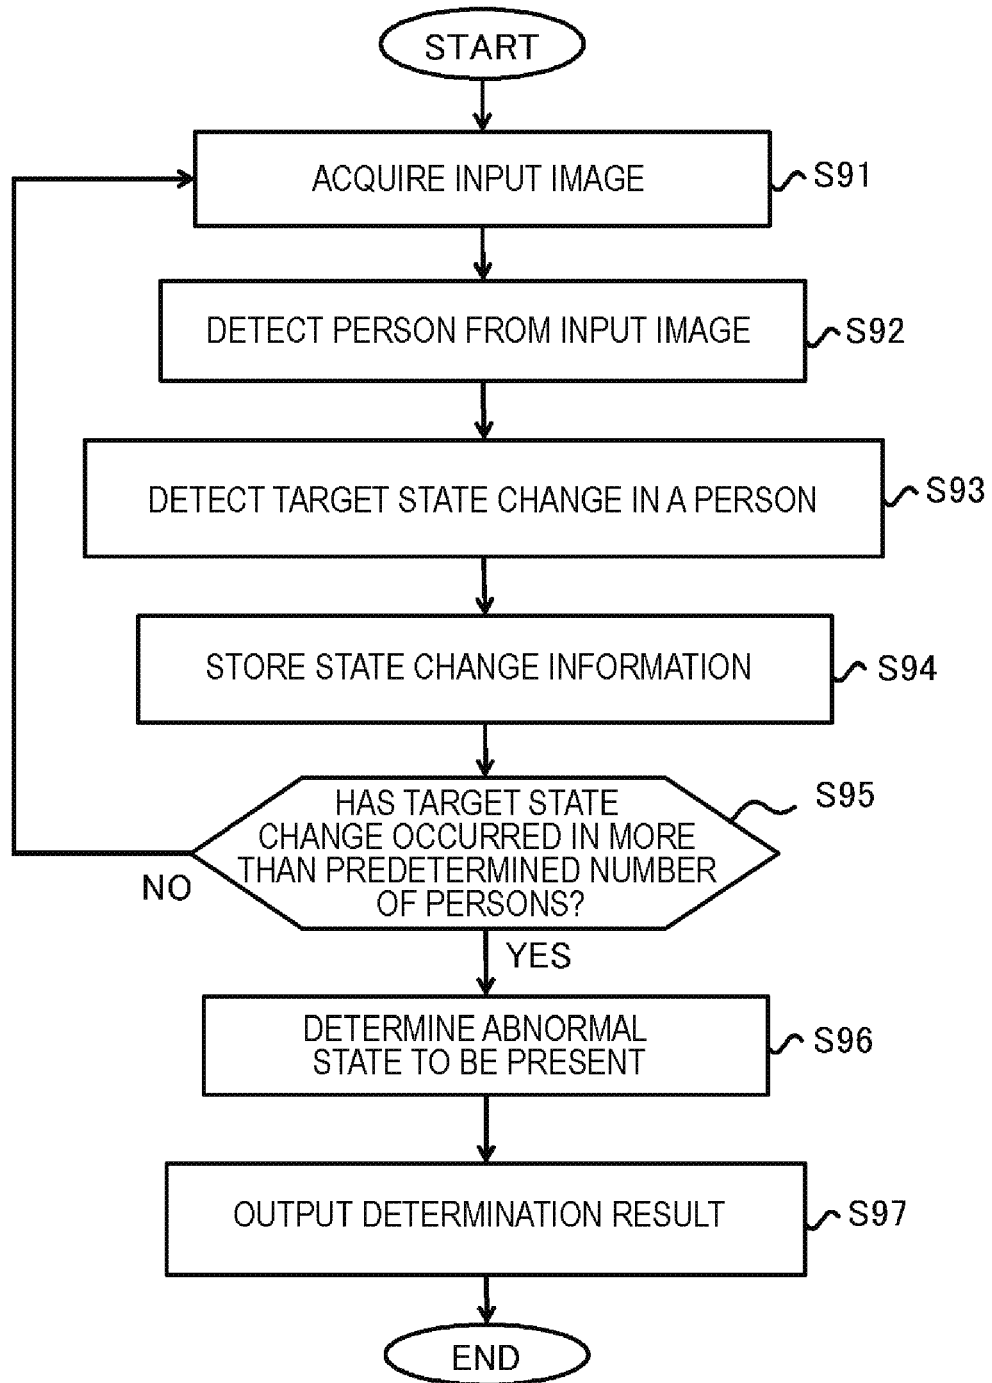 START
ACQUIRE INPUT IMAGE
S91
DETECT PERSON FROM INPUT IMAGE
S92
DETECT TARGET STATE CHANGE IN A PERSON
S93
STORE STATE CHANGE INFORMATION
S94
HAS TARGET STATE
CHANGE OCCURRED IN MORE
THAN PREDETERMINED NUMBER
OF PERSONS?
S95
NO
YES
DETERMINE ABNORMAL
STATE TO BE PRESENT
S96
OUTPUT DETERMINATION RESULT
S97
END